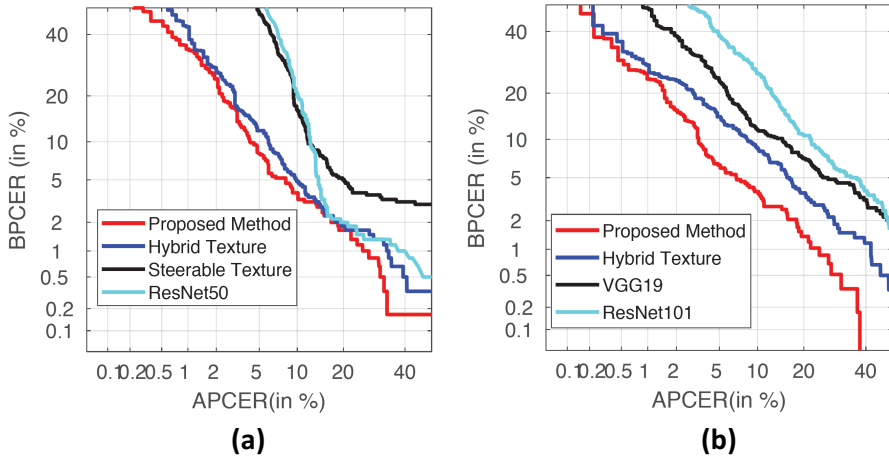 BPCER (in %)
40
20
10
5
2
1
0.5
0.2
0.1
Proposed Method
Hybrid Texture
Steerable Texture
ResNet50
0.1 0.2 0.5 1 2 5 10 20 40
APCER(in %)
(a)
BPCER (in %)
40
20
10
5
2
1
0.5
0.2
0.1
Proposed Method
Hybrid Texture
VGG19
ResNet101
0.1 0.2 0.5 1 2 5 10 20 40
APCER(in %)
(b)